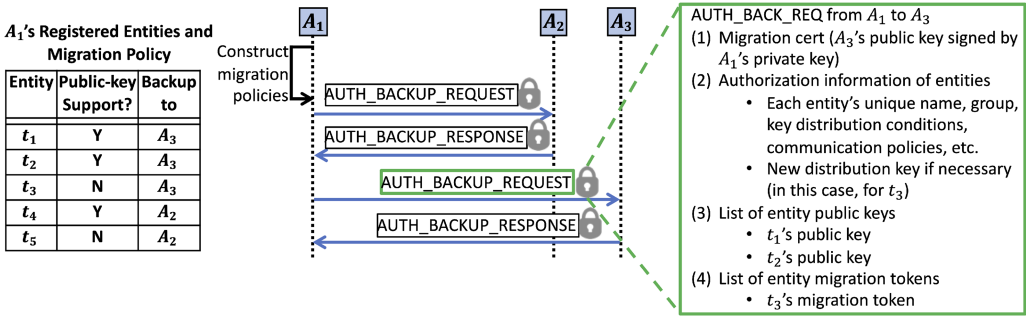 A₁'s Registered Entities and
Migration Policy
Entity Public-key Support? Backup to
t₁ Y A₃
t₂ Y A₃
t₃ N A₃
t₄ Y A₂
t₅ N A₂
A₁ A₂ A₃
Construct
migration
policies
AUTH_BACKUP_REQUEST
AUTH_BACKUP_RESPONSE
AUTH_BACKUP_REQUEST
AUTH_BACKUP_RESPONSE
AUTH_BACK_REQ from A₁ to A₃
(1) Migration cert (A₃'s public key signed by
A₁'s private key)
(2) Authorization information of entities
• Each entity's unique name, group,
key distribution conditions,
communication policies, etc.
• New distribution key if necessary
(in this case, for t₃)
(3) List of entity public keys
• t₁'s public key
• t₂'s public key
(4) List of entity migration tokens
• t₃'s migration token